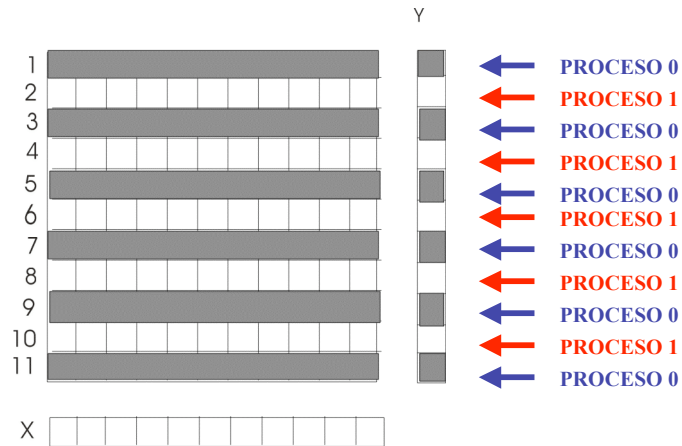 Y
1 PROCESO 0
2 PROCESO 1
3 PROCESO 0
4 PROCESO 1
5 PROCESO 0
6 PROCESO 1
7 PROCESO 0
8 PROCESO 1
9 PROCESO 0
10 PROCESO 1
11 PROCESO 0
X